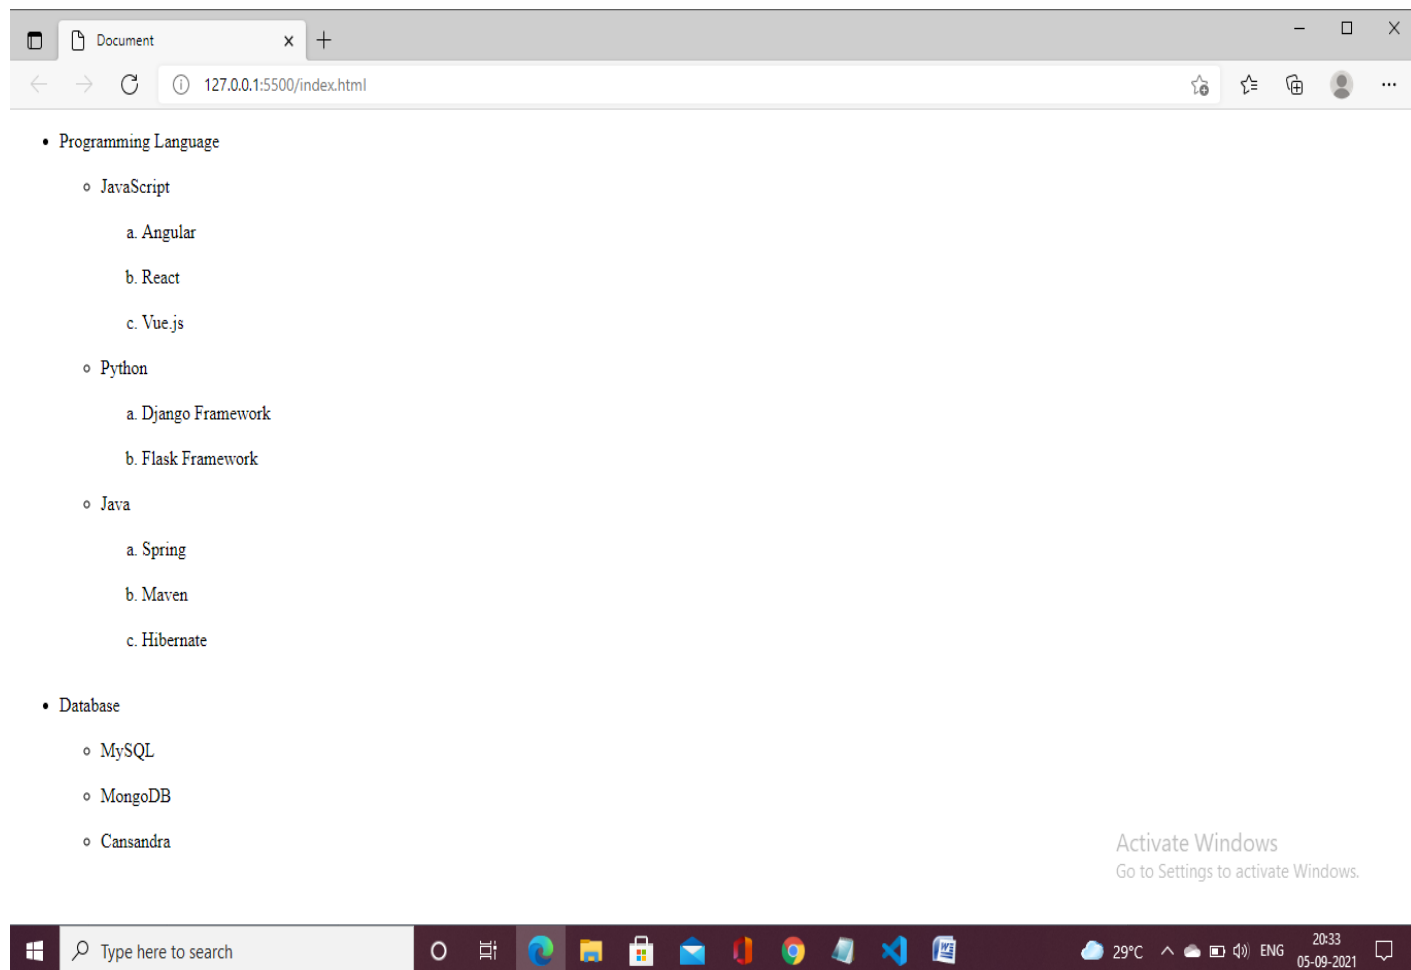 Document
127.0.0.1:5500/index.html
• Programming Language
◦ JavaScript
a. Angular
b. React
c. Vue.js
◦ Python
a. Django Framework
b. Flask Framework
◦ Java
a. Spring
b. Maven
c. Hibernate
• Database
◦ MySQL
◦ MongoDB
◦ Cansandra
Activate Windows
Go to Settings to activate Windows.
Type here to search
29°C
ENG
20:33
05-09-2021